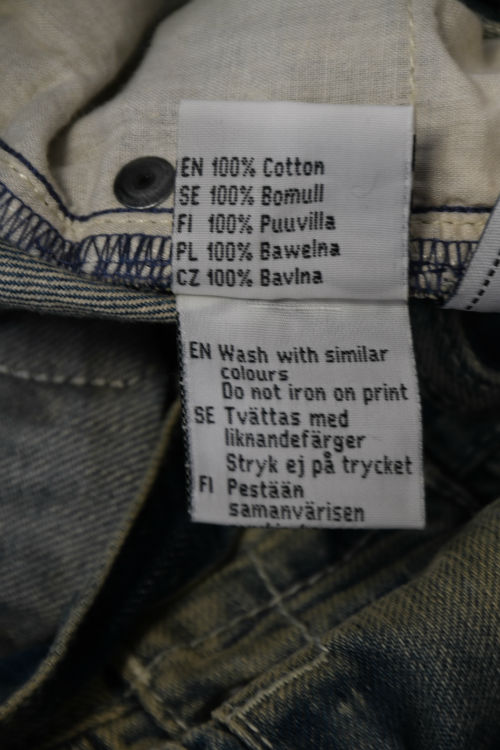 EN 100% Cotton
SE 100% Bomull
FI 100% Puuvilla
PL 100% Bawelna
CZ 100% Bavlna
EN Wash with similar
colours
Do not iron on print
SE Tvättas med
liknandefärger
Stryk ej på trycket
FI Pestään
samanvärisen